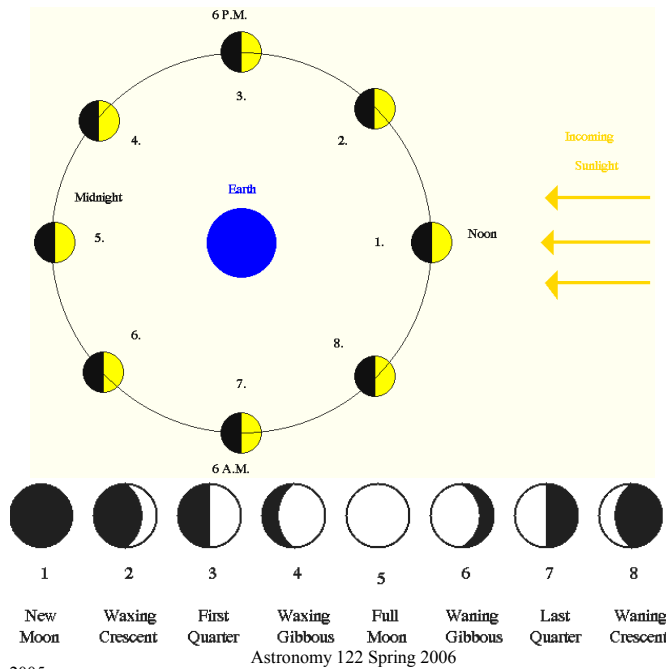 6 P.M.
3.
4.
2.
Incoming
Sunlight
Midnight
Earth
5.
1.
Noon
6.
8.
7.
6 A.M.
1 2 3 4 5 6 7 8
New Waxing First Waxing Full Waning Last Waning
Moon Crescent Quarter Gibbous Moon Gibbous Quarter Crescent
Astronomy 122 Spring 2006